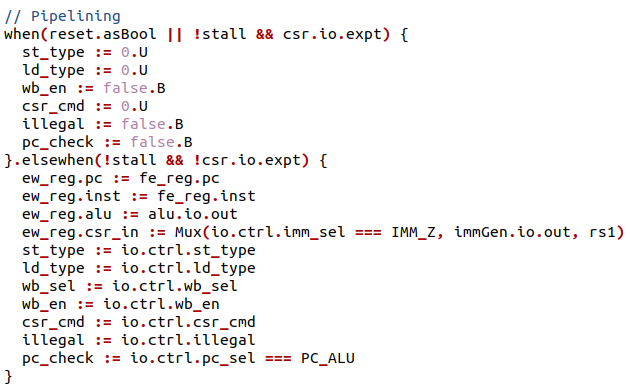 // Pipelining
when(reset.asBool || !stall && csr.io.expt) {
  st_type := 0.U
  ld_type := 0.U
  wb_en := false.B
  csr_cmd := 0.U
  illegal := false.B
  pc_check := false.B
}.elsewhen(!stall && !csr.io.expt) {
  ew_reg.pc := fe_reg.pc
  ew_reg.inst := fe_reg.inst
  ew_reg.alu := alu.io.out
  ew_reg.csr_in := Mux(io.ctrl.imm_sel === IMM_Z, immGen.io.out, rs1)
  st_type := io.ctrl.st_type
  ld_type := io.ctrl.ld_type
  wb_sel := io.ctrl.wb_sel
  wb_en := io.ctrl.wb_en
  csr_cmd := io.ctrl.csr_cmd
  illegal := io.ctrl.illegal
  pc_check := io.ctrl.pc_sel === PC_ALU
}